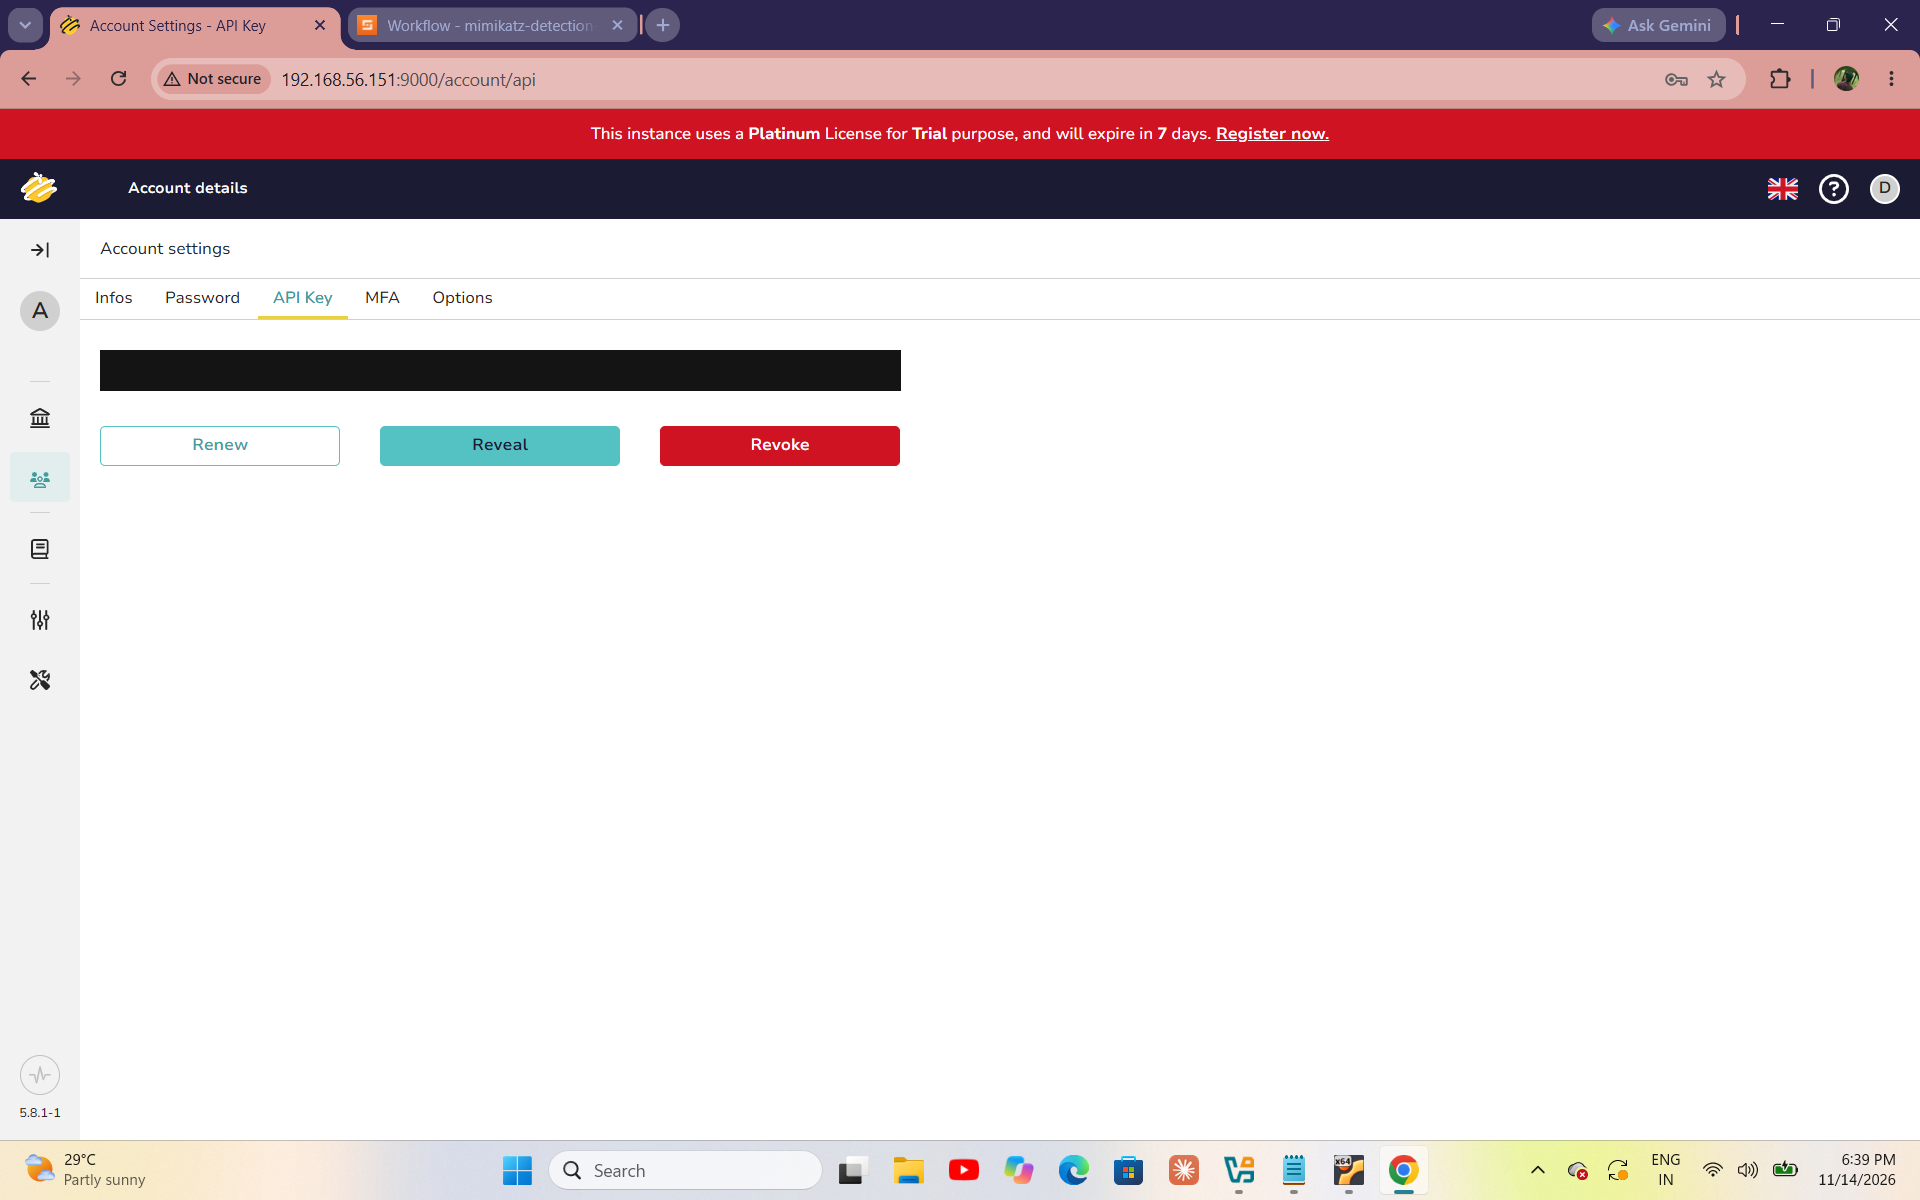 Account Settings - API Key
Workflow - mimikatz-detection
Ask Gemini
Not secure
192.168.56.151:9000/account/api
This instance uses a Platinum License for Trial purpose, and will expire in 7 days. Register now.
Account details
?
D
Account settings
A
Infos
Password
API Key
MFA
Options
Renew
Reveal
Revoke
5.8.1-1
29°C
Partly sunny
Search
x64
ENG
IN
6:39 PM
11/14/2026